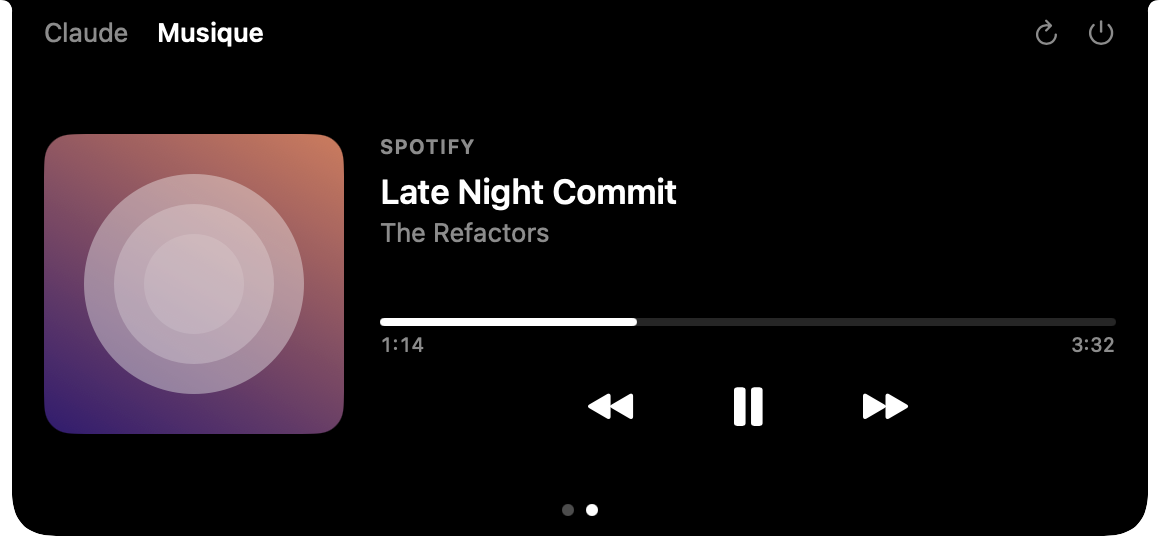 Claude Musique
SPOTIFY
Late Night Commit
The Refactors
1:14 3:32